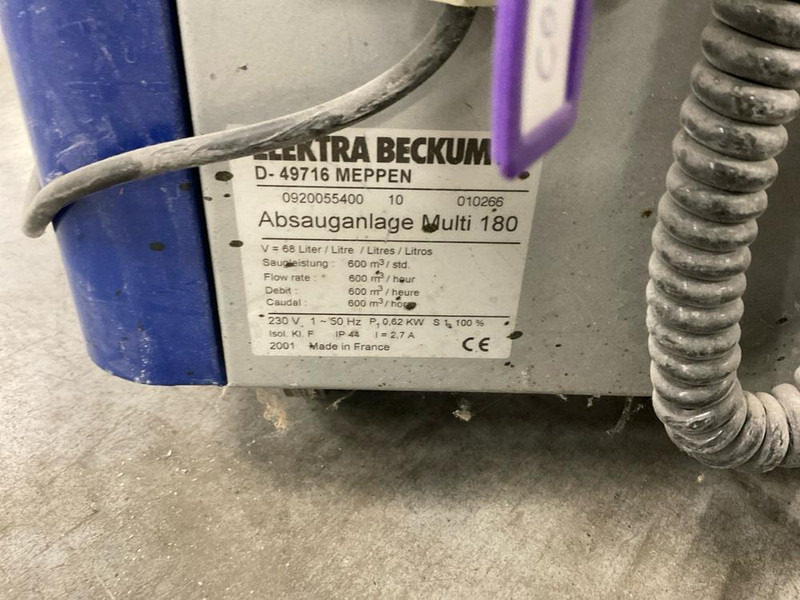 ELEKTRA BECKUM
D- 49716 MEPPEN
0920055400 10 010266
Absauganlage Multi 180
V = 68 Liter / Litre / Litres / Litros
Saugleistung : 600 m³ / std.
Flow rate : 600 m³ / hour
Debit : 600 m³ / heure
Caudal : 600 m³ / hora
230 V 1 ~ 50 Hz P₁ 0,62 KW S 1 100 %
Isol. Kl. F IP 44 I = 2,7 A
2001 Made in France CE